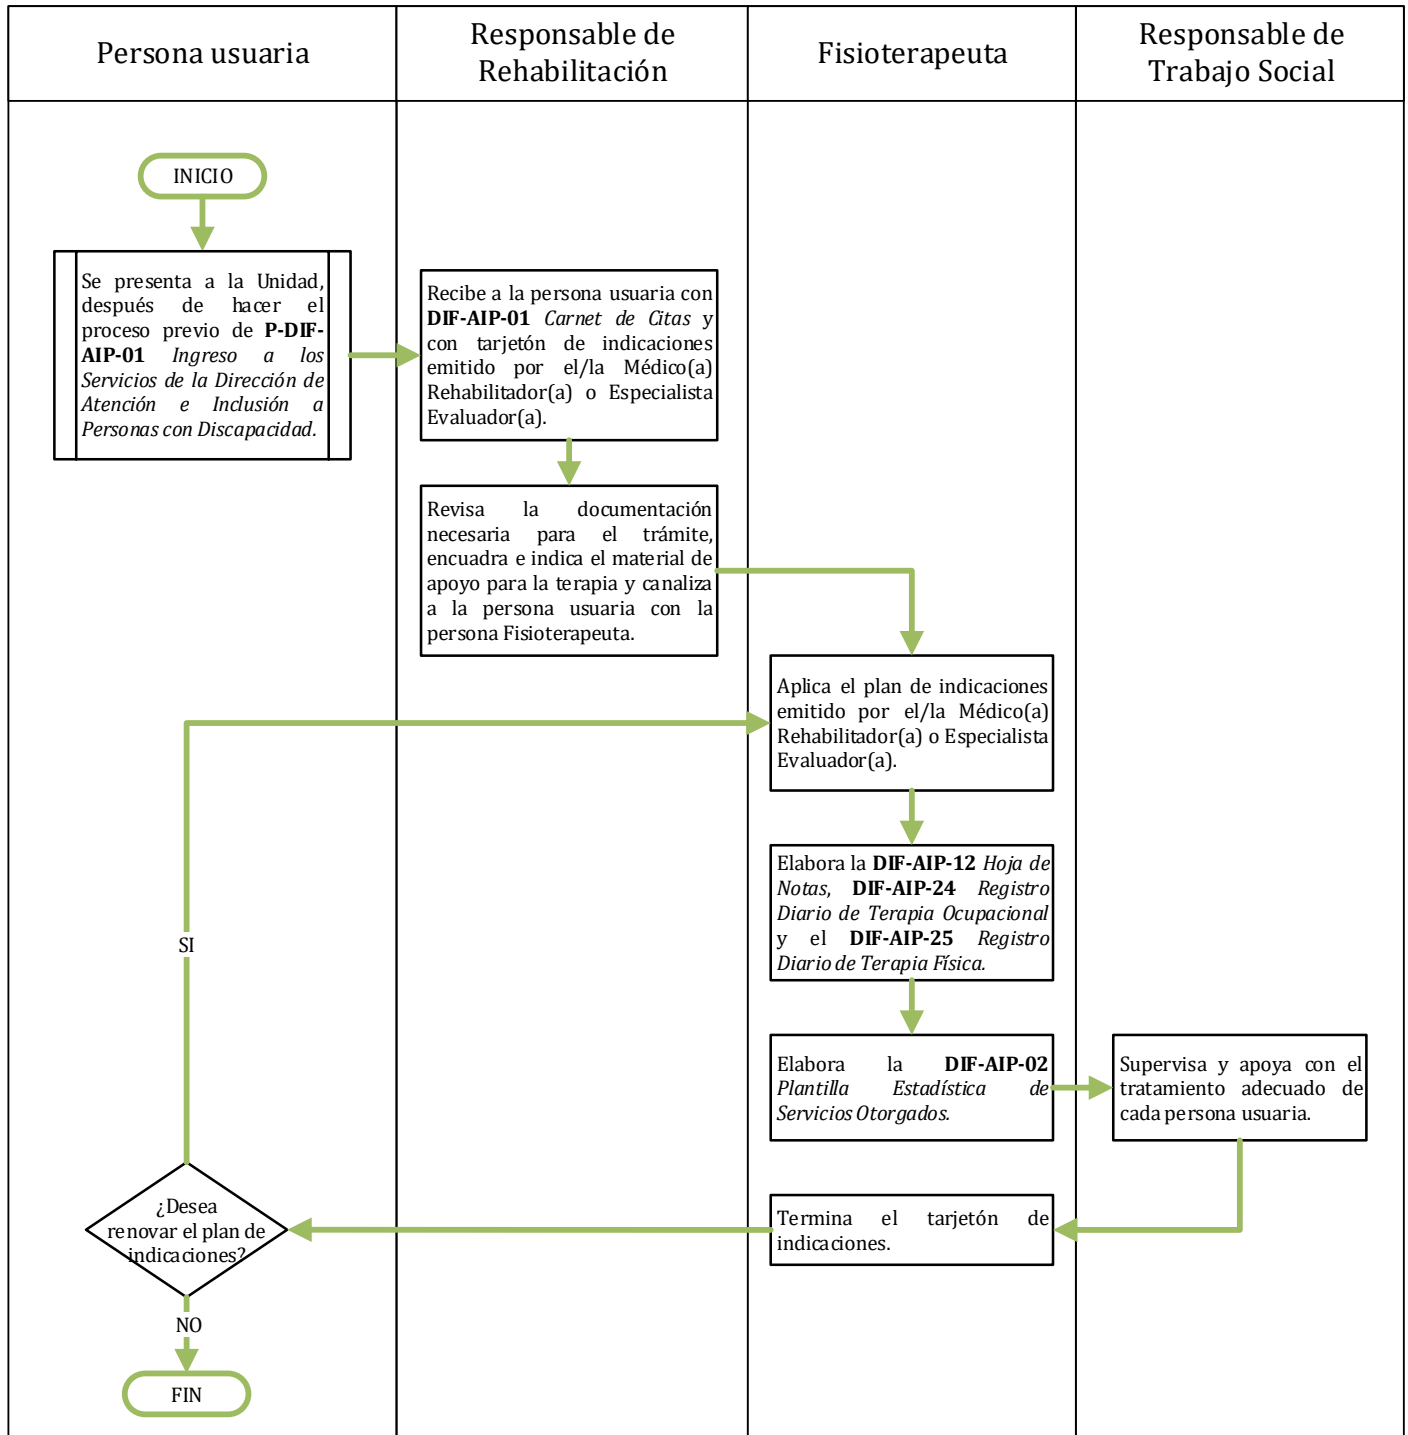 Persona usuaria
Responsable de
Rehabilitación
Fisioterapeuta
Responsable de
Trabajo Social
INICIO
Se presenta a la Unidad,
después de hacer el
proceso previo de P-DIF-
AIP-01 Ingreso a los
Servicios de la Dirección de
Atención e Inclusión a
Personas con Discapacidad.
Recibe a la persona usuaria con
DIF-AIP-01 Carnet de Citas y
con tarjetón de indicaciones
emitido por el/la Médico(a)
Rehabilitador(a) o Especialista
Evaluador(a).
Revisa la documentación
necesaria para el trámite,
encuadra e indica el material de
apoyo para la terapia y canaliza
a la persona usuaria con la
persona Fisioterapeuta.
Aplica el plan de indicaciones
emitido por el/la Médico(a)
Rehabilitador(a) o Especialista
Evaluador(a).
Elabora la DIF-AIP-12 Hoja de
Notas, DIF-AIP-24 Registro
Diario de Terapia Ocupacional
y el DIF-AIP-25 Registro
Diario de Terapia Física.
SI
Elabora la DIF-AIP-02
Plantilla Estadística de
Servicios Otorgados.
Supervisa y apoya con el
tratamiento adecuado de
cada persona usuaria.
Termina el tarjetón de
indicaciones.
¿Desea
renovar el plan de
indicaciones?
NO
FIN